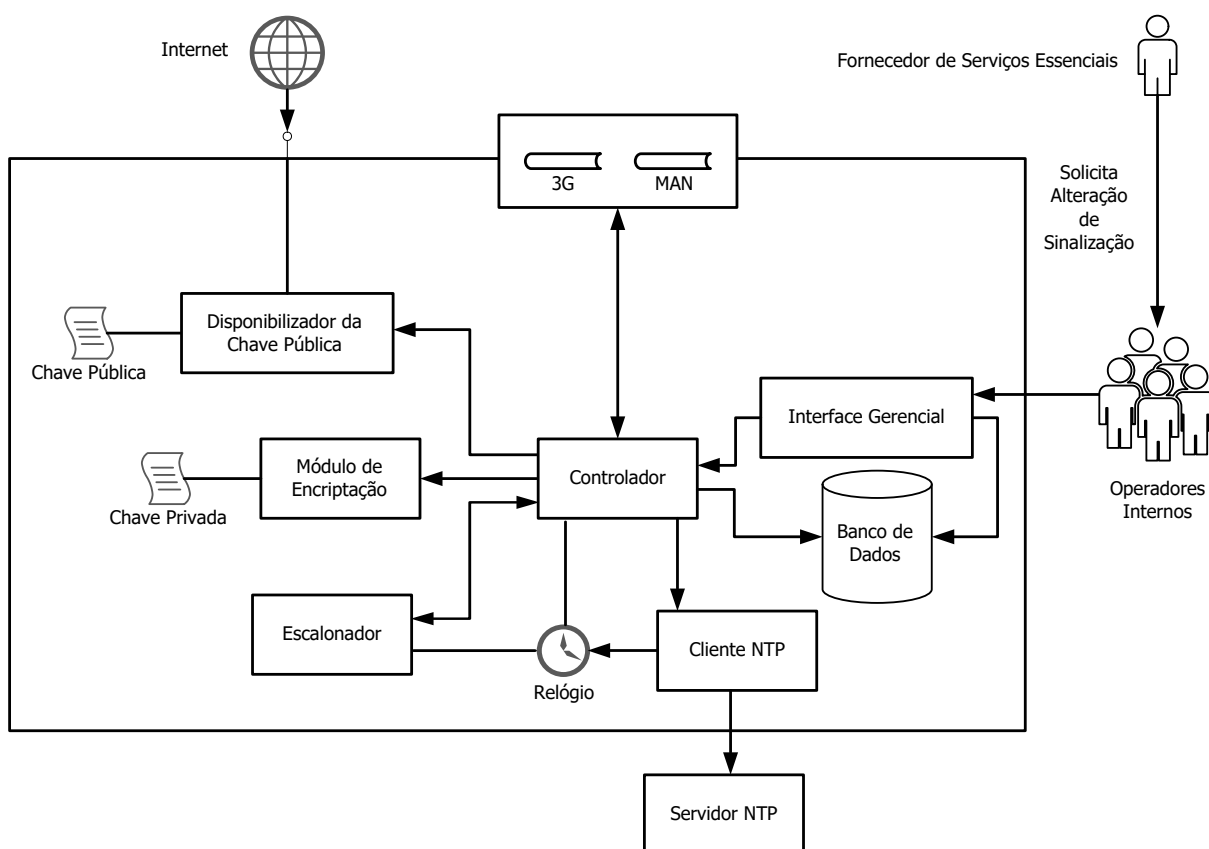 Internet
Fornecedor de Serviços Essenciais
3G
MAN
Solicita
Alteração
de
Sinalização
Disponibilizador da
Chave Pública
Chave Pública
Interface Gerencial
Módulo de
Encriptação
Controlador
Chave Privada
Operadores
Internos
Banco de
Dados
Escalonador
Cliente NTP
Relógio
Servidor NTP